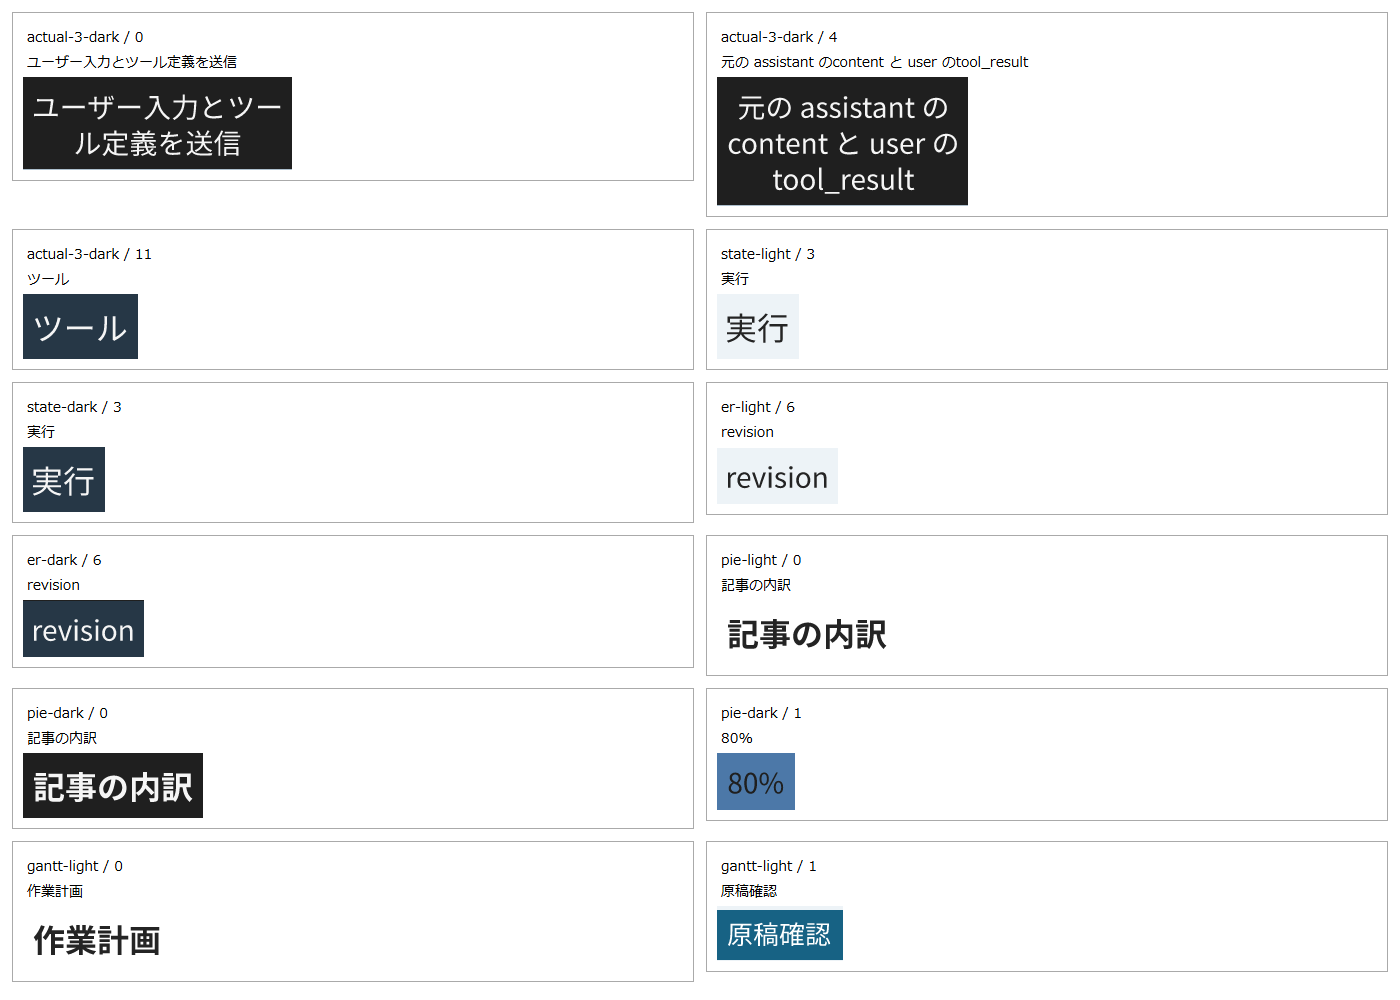 actual-3-dark / 0
ユーザー入力とツール定義を送信
ユーザー入力とツー
ル定義を送信
actual-3-dark / 4
元の assistant のcontent と user のtool_result
元の assistant の
content と user の
tool_result
actual-3-dark / 11
ツール
ツール
state-light / 3
実行
実行
state-dark / 3
実行
実行
er-light / 6
revision
revision
er-dark / 6
revision
revision
pie-light / 0
記事の内訳
記事の内訳
pie-dark / 0
記事の内訳
記事の内訳
pie-dark / 1
80%
80%
gantt-light / 0
作業計画
作業計画
gantt-light / 1
原稿確認
原稿確認